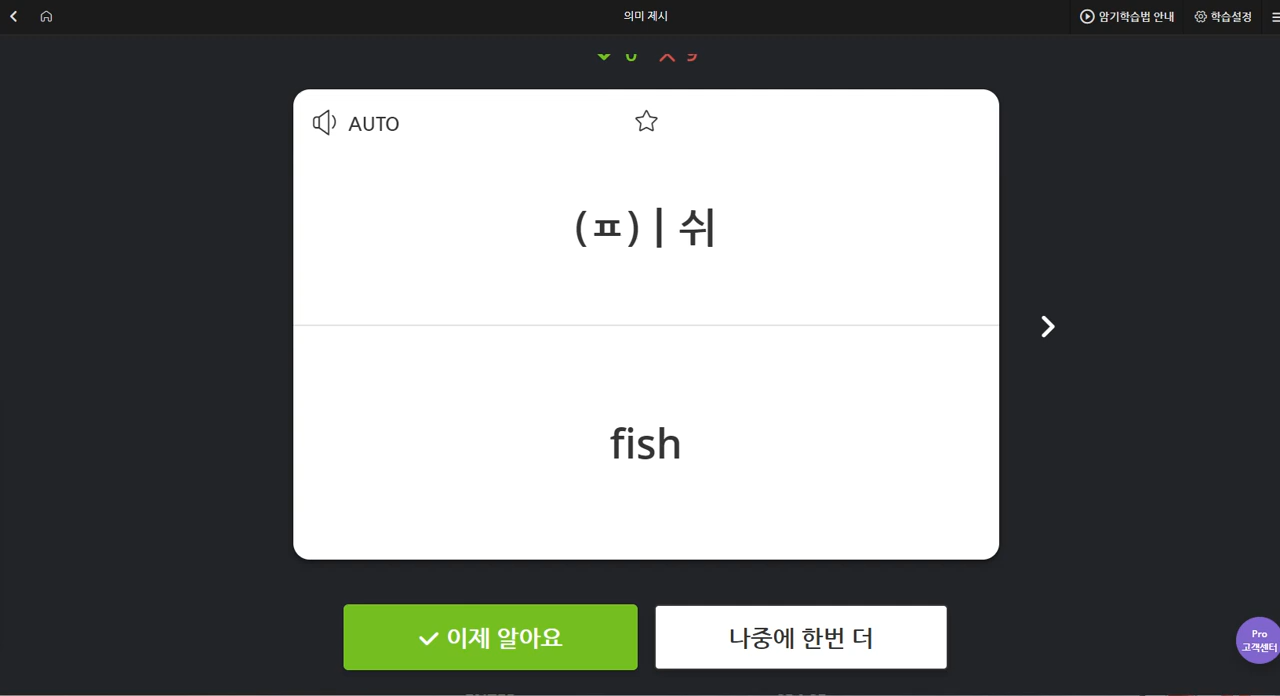 의미 제시
암기학습법 안내
학습설정
AUTO
(ㅍ)ㅣ쉬
fish
이제 알아요
나중에 한번 더
Pro
고객센터